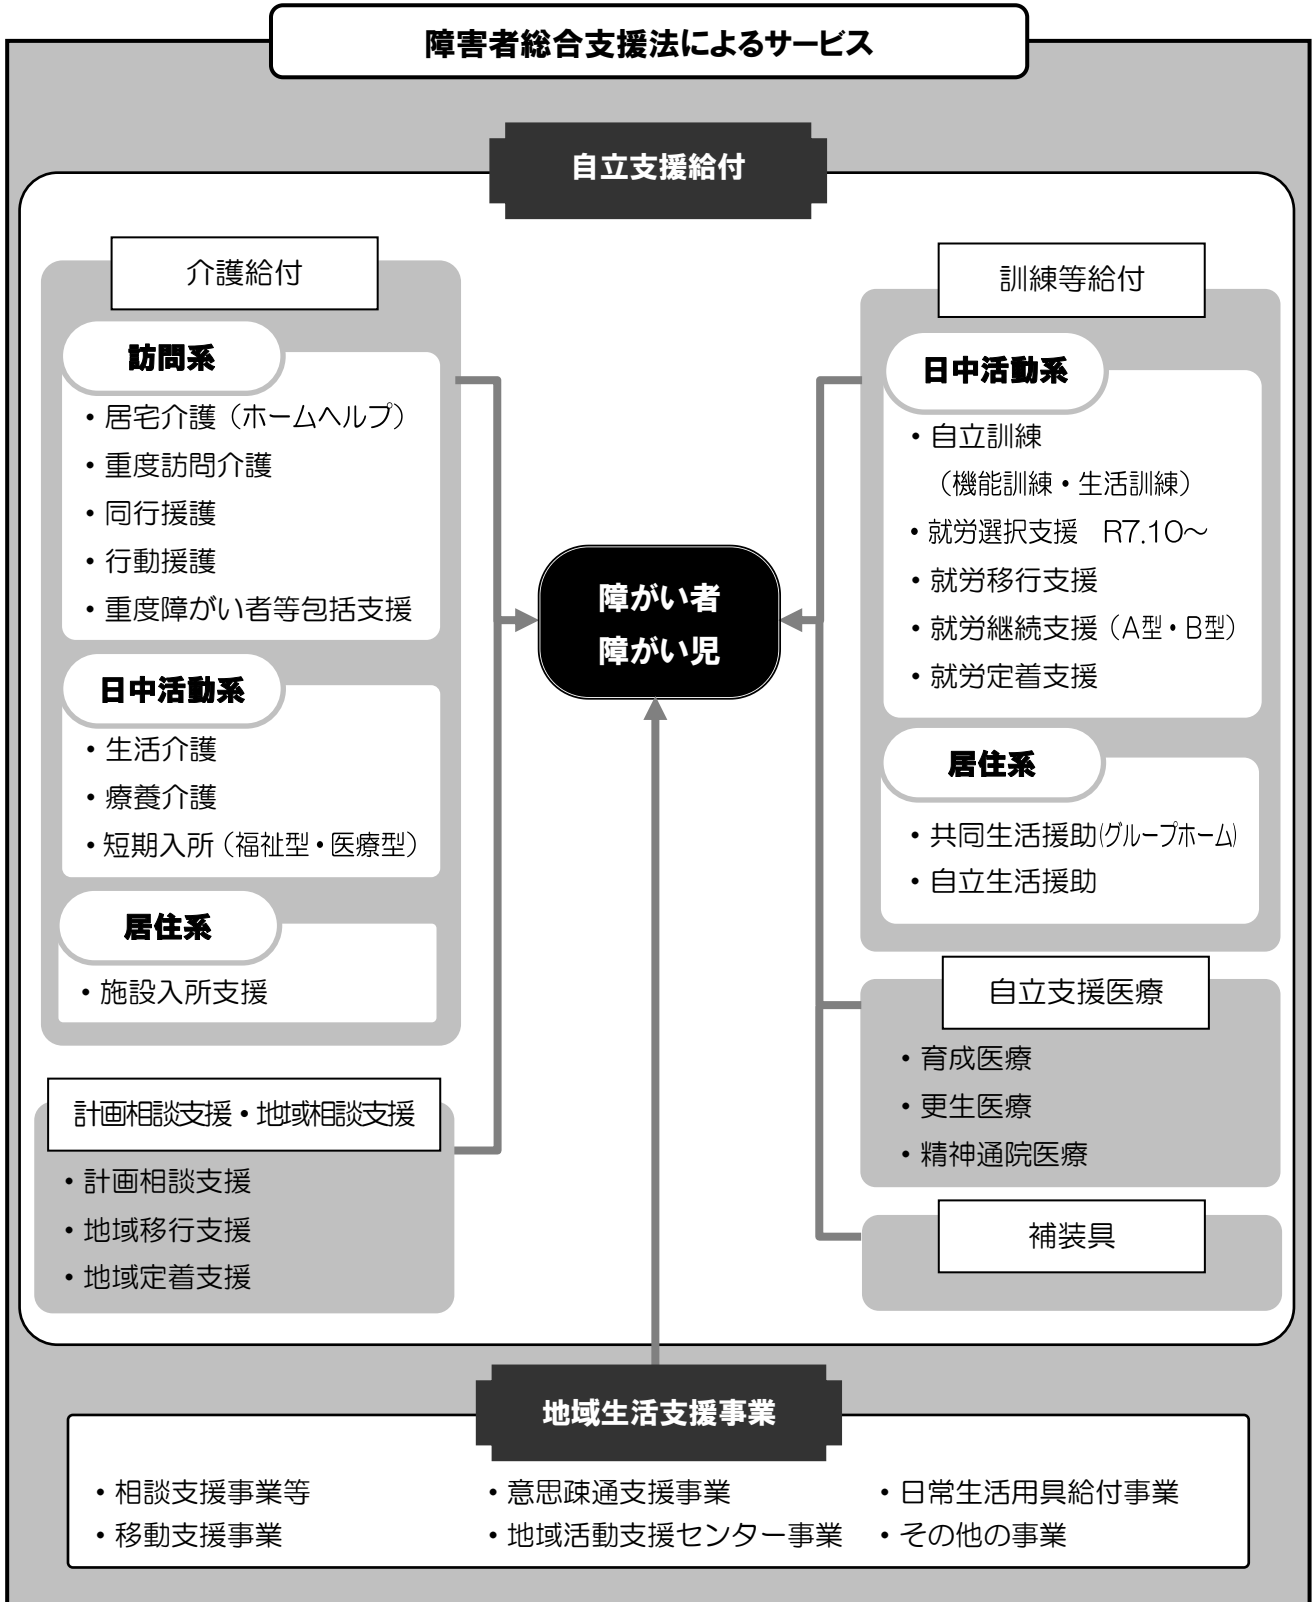 障害者総合支援法によるサービス
自立支援給付
介護給付
訪問系
・居宅介護（ホームヘルプ）
・重度訪問介護
・同行援護
・行動援護
・重度障がい者等包括支援
日中活動系
・生活介護
・療養介護
・短期入所（福祉型・医療型）
居住系
・施設入所支援
計画相談支援・地域相談支援
・計画相談支援
・地域移行支援
・地域定着支援
障がい者
障がい児
訓練等給付
日中活動系
・自立訓練
（機能訓練・生活訓練）
・就労選択支援　R7.10～
・就労移行支援
・就労継続支援（A型・B型）
・就労定着支援
居住系
・共同生活援助(グループホーム)
・自立生活援助
自立支援医療
・育成医療
・更生医療
・精神通院医療
補装具
地域生活支援事業
・相談支援事業等
・移動支援事業
・意思疎通支援事業
・地域活動支援センター事業
・日常生活用具給付事業
・その他の事業